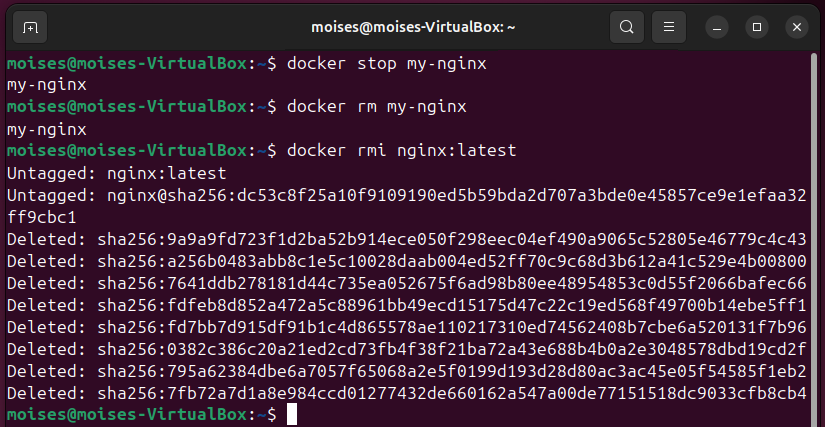 moises@moises-VirtualBox: ~
moises@moises-VirtualBox:~$ docker stop my-nginx
my-nginx
moises@moises-VirtualBox:~$ docker rm my-nginx
my-nginx
moises@moises-VirtualBox:~$ docker rmi nginx:latest
Untagged: nginx:latest
Untagged: nginx@sha256:dc53c8f25a10f9109190ed5b59bda2d707a3bde0e45857ce9e1efaa32
ff9cbc1
Deleted: sha256:9a9a9fd723f1d2ba52b914ece050f298eec04ef490a9065c52805e46779c4c43
Deleted: sha256:a256b0483abb8c1e5c10028daab004ed52ff70c9c68d3b612a41c529e4b00800
Deleted: sha256:7641ddb278181d44c735ea052675f6ad98b80ee48954853c0d55f2066bafec66
Deleted: sha256:fdfeb8d852a472a5c88961bb49ecd15175d47c22c19ed568f49700b14ebe5ff1
Deleted: sha256:fd7bb7d915df91b1c4d865578ae110217310ed74562408b7cbe6a520131f7b96
Deleted: sha256:0382c386c20a21ed2cd73fb4f38f21ba72a43e688b4b0a2e3048578dbd19cd2f
Deleted: sha256:795a62384dbe6a7057f65068a2e5f0199d193d28d80ac3ac45e05f54585f1eb2
Deleted: sha256:7fb72a7d1a8e984ccd01277432de660162a547a00de77151518dc9033cfb8cb4
moises@moises-VirtualBox:~$